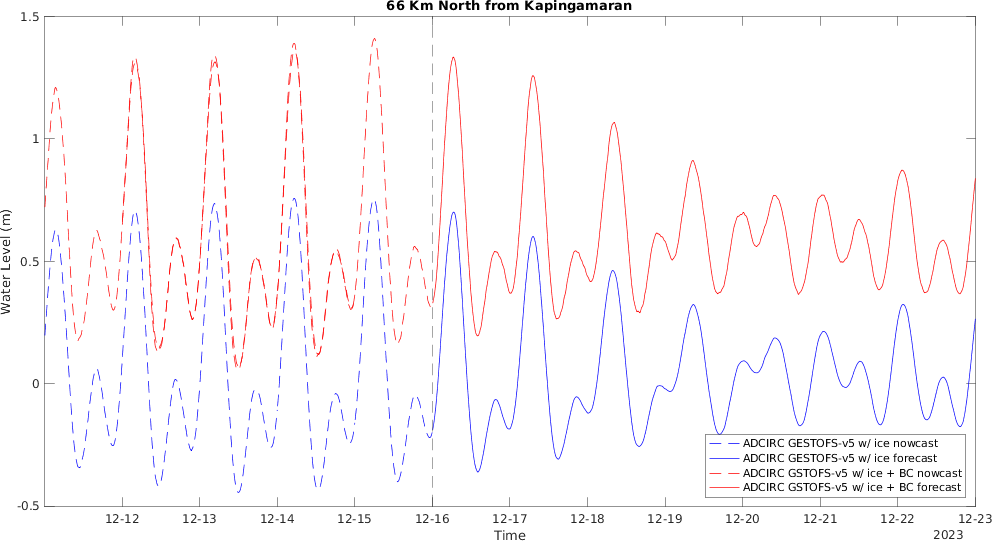 66 Km North from Kapingamaran
1.5
1
0.5
0
-0.5
Water Level (m)
12-12
12-13
12-14
12-15
12-16
12-17
12-18
12-19
12-20
12-21
12-22
12-23
Time
2023
ADCIRC GESTOFS-v5 w/ ice nowcast
ADCIRC GESTOFS-v5 w/ ice forecast
ADCIRC GSTOFS-v5 w/ ice + BC nowcast
ADCIRC GSTOFS-v5 w/ ice + BC forecast